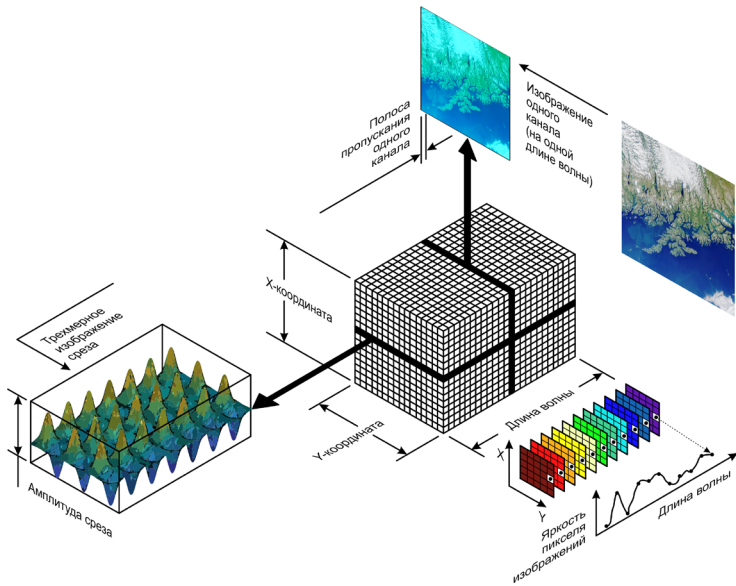 Полоса
пропускания
одного
канала
Изображение
одного
канала
(на одной
длине волны)
X-координата
Трехмерное
изображение
среза
Амплитуда среза
Y-координата
Длина волны
X
Y
Яркость
пикселя
изображений
Длина волны